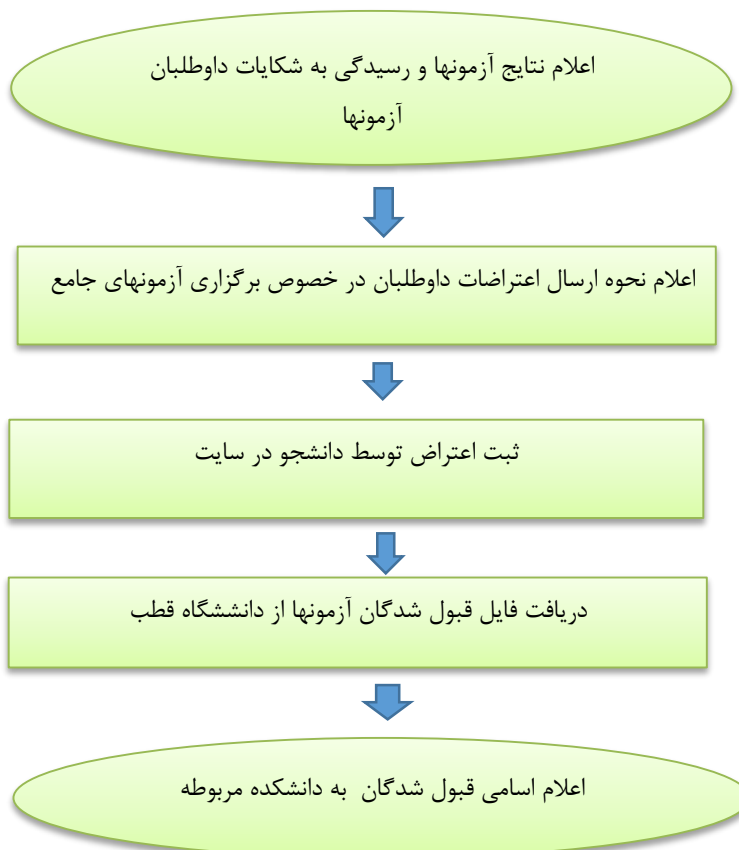 اعلام نتایج آزمونها و رسیدگی به شکایات داوطلبان
آزمونها
اعلام نحوه ارسال اعتراضات داوطلبان در خصوص برگزاری آزمونهای جامع
ثبت اعتراض توسط دانشجو در سایت
دریافت فایل قبول شدگان آزمونها از دانششگاه قطب
اعلام اسامی قبول شدگان به دانشکده مربوطه